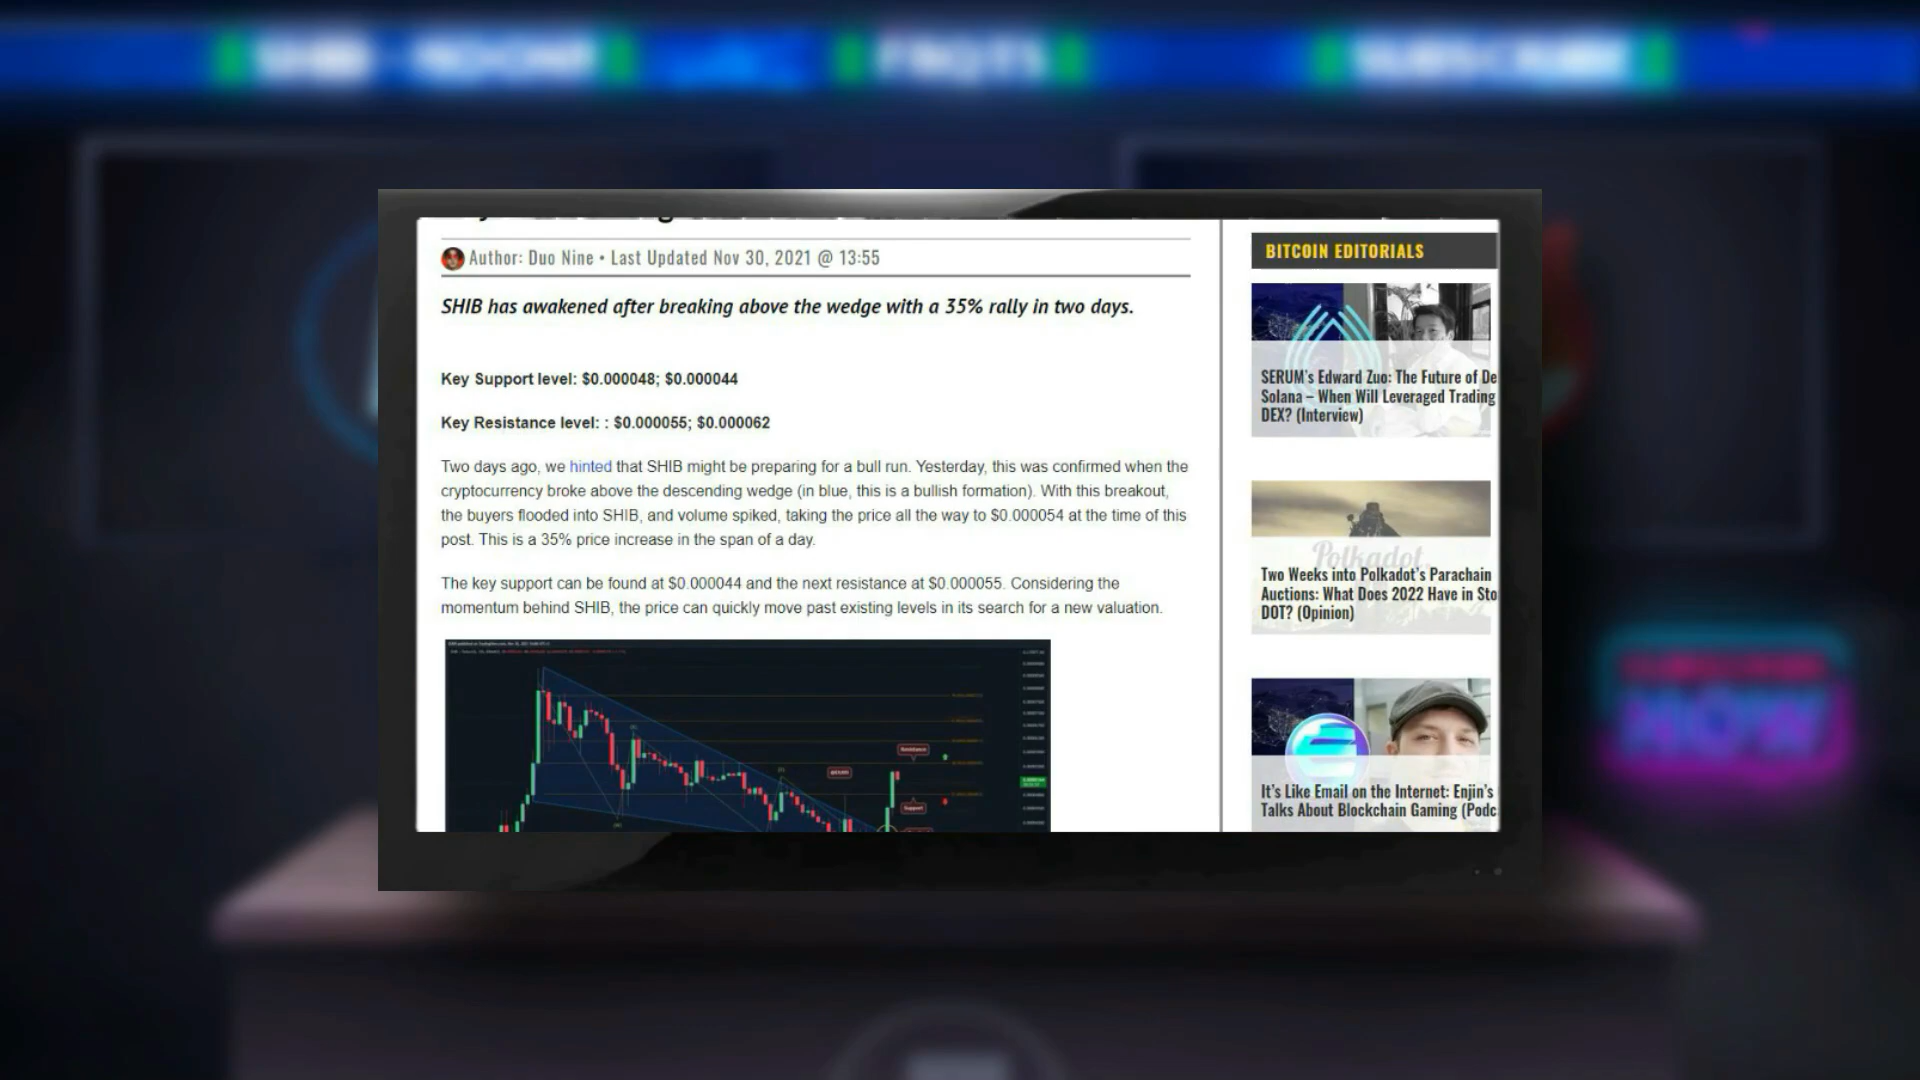 SUBSCRIBE
Author: Duo Nine • Last Updated Nov 30, 2021 @ 13:55
SHIB has awakened after breaking above the wedge with a 35% rally in two days.
Key Support level: $0.000048; $0.000044
Key Resistance level: : $0.000055; $0.000062
Two days ago, we hinted that SHIB might be preparing for a bull run. Yesterday, this was confirmed when the
cryptocurrency broke above the descending wedge (in blue, this is a bullish formation). With this breakout,
the buyers flooded into SHIB, and volume spiked, taking the price all the way to $0.000054 at the time of this
post. This is a 35% price increase in the span of a day.
The key support can be found at $0.000044 and the next resistance at $0.000055. Considering the
momentum behind SHIB, the price can quickly move past existing levels in its search for a new valuation.
Resistance
Support
BITCOIN EDITORIALS
SERUM's Edward Zuo: The Future of De
Solana – When Will Leveraged Trading
DEX? (Interview)
Polkadot
Two Weeks into Polkadot's Parachain
Auctions: What Does 2022 Have in Sto
DOT? (Opinion)
It's Like Email on the Internet: Enjin's
Talks About Blockchain Gaming (Podc
NOW